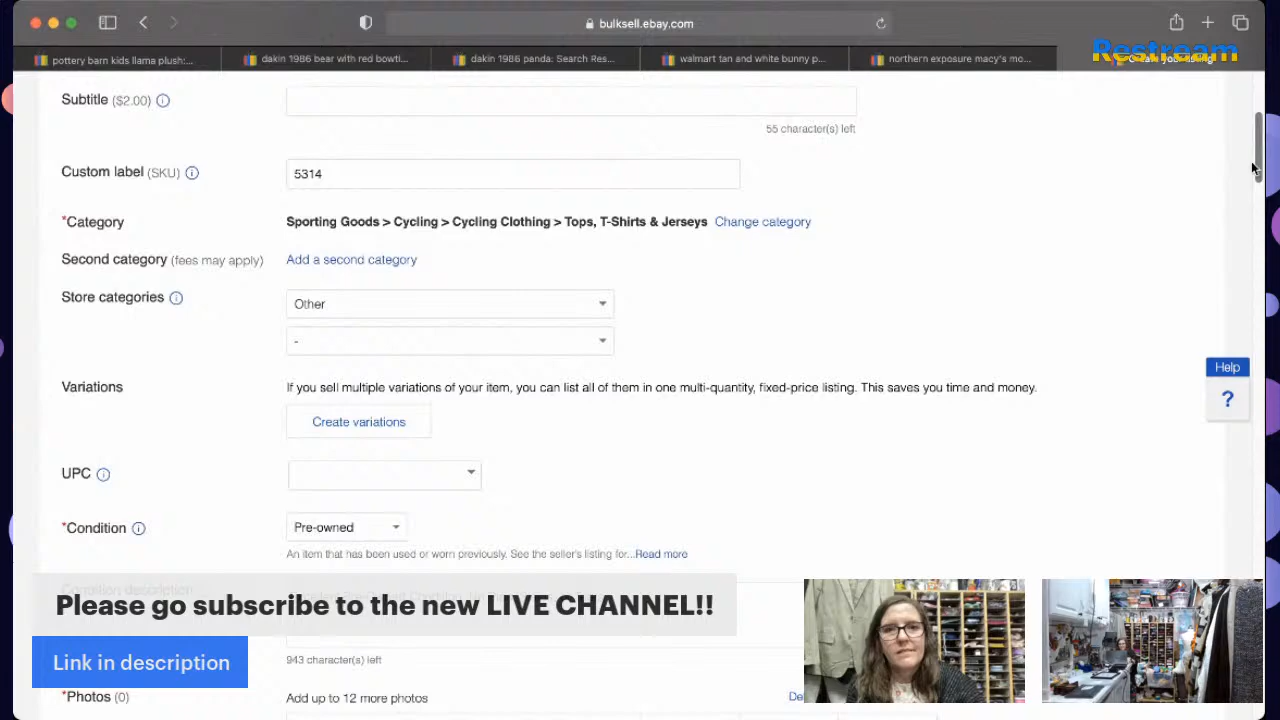 bulksell.ebay.com
pottery barn kids llama plush:...
dakin 1986 bear with red bowti...
dakin 1986 panda: Search Res...
walmart tan and white bunny p...
northern exposure macy's mo...
Restream
Subtitle ($2.00)
55 character(s) left
Custom label (SKU) 5314
*Category Sporting Goods > Cycling > Cycling Clothing > Tops, T-Shirts & Jerseys Change category
Second category (fees may apply) Add a second category
Store categories Other
-
Variations If you sell multiple variations of your item, you can list all of them in one multi-quantity, fixed-price listing. This saves you time and money.
Help
?
Create variations
UPC
*Condition Pre-owned
An item that has been used or worn previously. See the seller's listing for...Read more
Condition description
Please go subscribe to the new LIVE CHANNEL!!
Link in description
943 character(s) left
*Photos (0) Add up to 12 more photos De